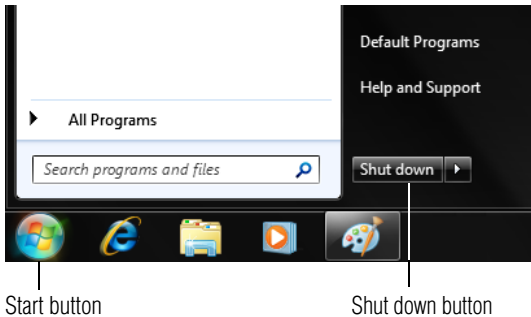 Default Programs
Help and Support
All Programs
Search programs and files
Shut down
Start button
Shut down button